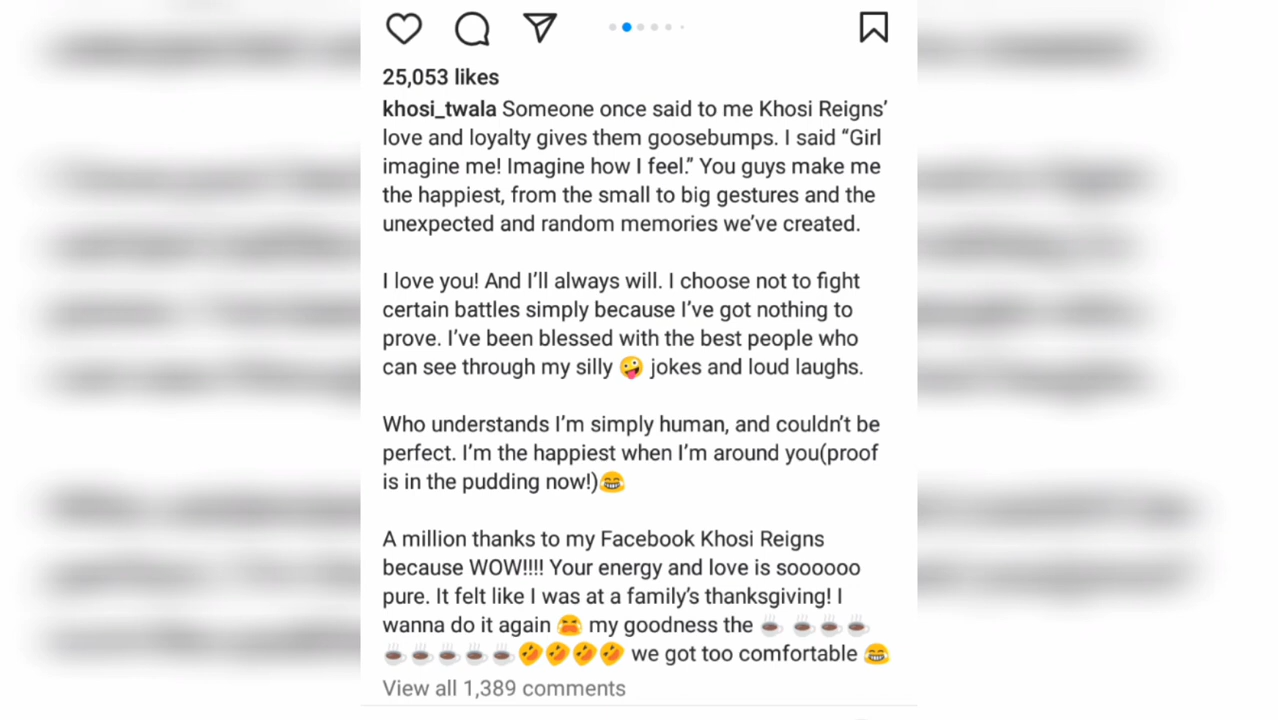 25,053 likes
khosi_twala Someone once said to me Khosi Reigns’
love and loyalty gives them goosebumps. I said “Girl
imagine me! Imagine how I feel.” You guys make me
the happiest, from the small to big gestures and the
unexpected and random memories we’ve created.
I love you! And I’ll always will. I choose not to fight
certain battles simply because I’ve got nothing to
prove. I’ve been blessed with the best people who
can see through my silly 🤪 jokes and loud laughs.
Who understands I’m simply human, and couldn’t be
perfect. I’m the happiest when I’m around you(proof
is in the pudding now!)😂
A million thanks to my Facebook Khosi Reigns
because WOW!!!! Your energy and love is soooooo
pure. It felt like I was at a family’s thanksgiving! I
wanna do it again 😭 my goodness the ☕ ☕☕☕
☕☕☕☕☕🤣🤣🤣🤣 we got too comfortable 😂
View all 1,389 comments